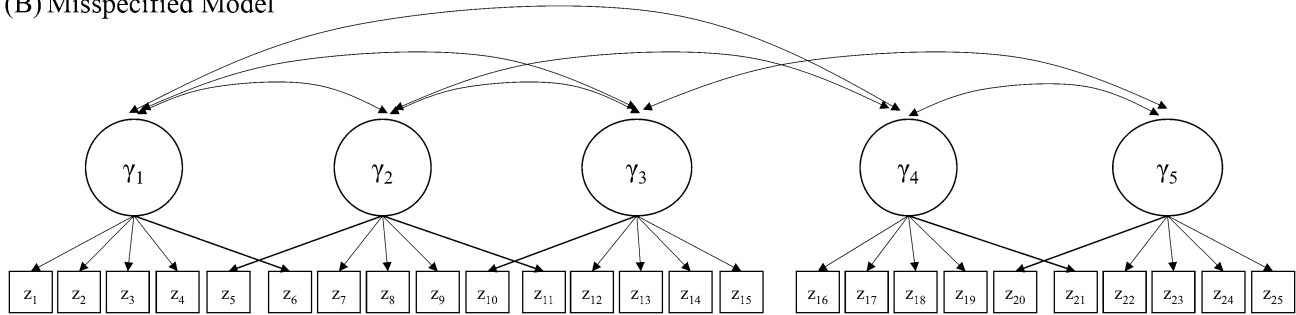 (B) Misspecified Model
γ1 γ2 γ3 γ4 γ5
z1 z2 z3 z4 z5 z6 z7 z8 z9 z10 z11 z12 z13 z14 z15 z16 z17 z18 z19 z20 z21 z22 z23 z24 z25